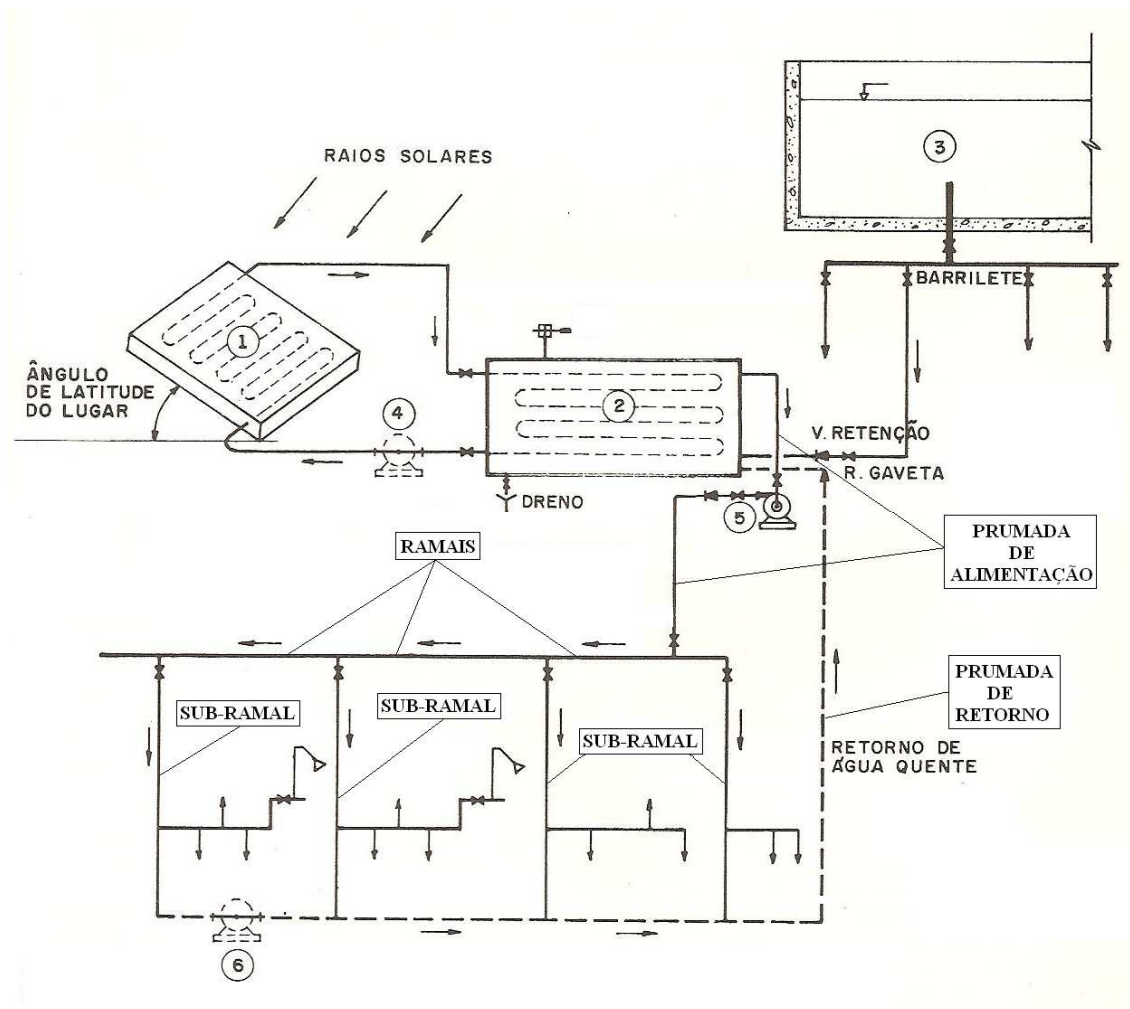 RAIOS SOLARES
3
BARRILETE
1
ÂNGULO
DE LATITUDE
DO LUGAR
4
2
V. RETENÇÃO
R. GAVETA
DRENO
5
RAMAIS
PRUMADA
DE
ALIMENTAÇÃO
SUB-RAMAL
SUB-RAMAL
SUB-RAMAL
PRUMADA
DE
RETORNO
RETORNO DE
ÁGUA QUENTE
6